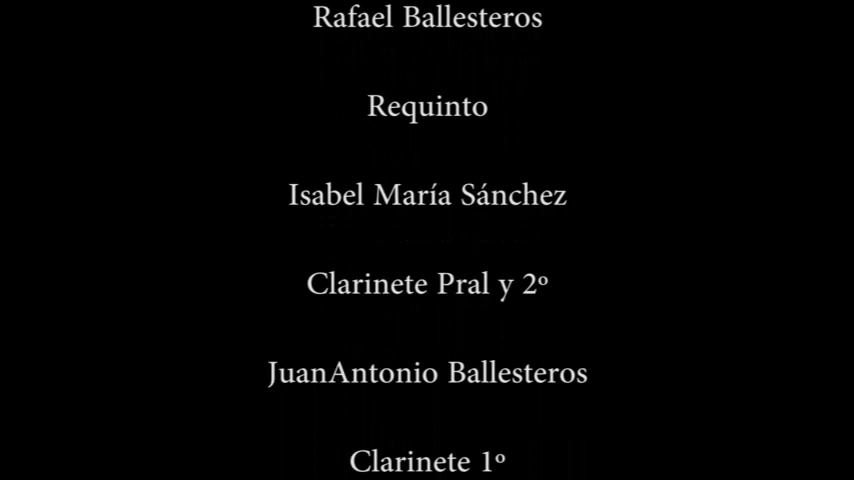 Rafael Ballesteros
Requinto
Isabel María Sánchez
Clarinete Pral y 2º
JuanAntonio Ballesteros
Clarinete 1º